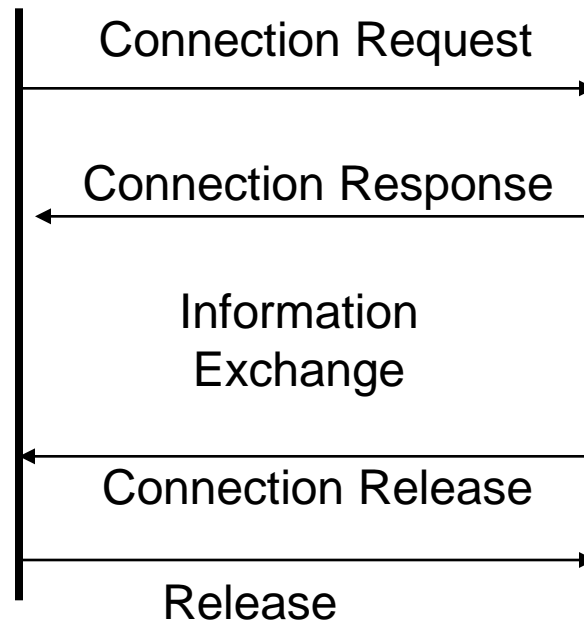 Connection Request
Connection Response
Information
Exchange
Connection Release
Release